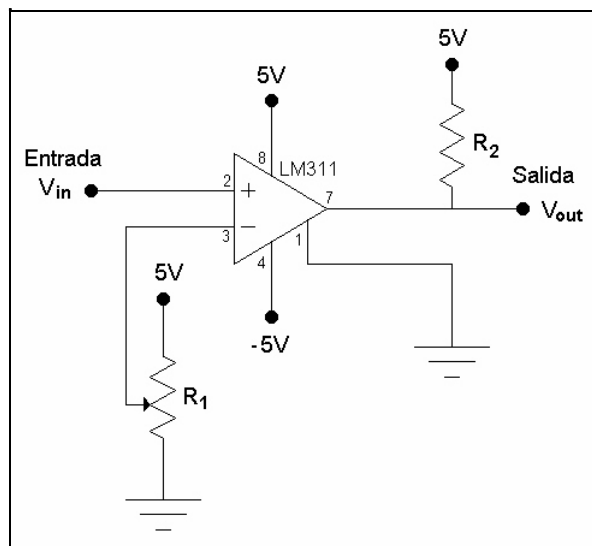 5V
5V
R2
8
LM311
Entrada
Vin
2
+
7
Salida
Vout
−
3
1
4
5V
-5V
R1